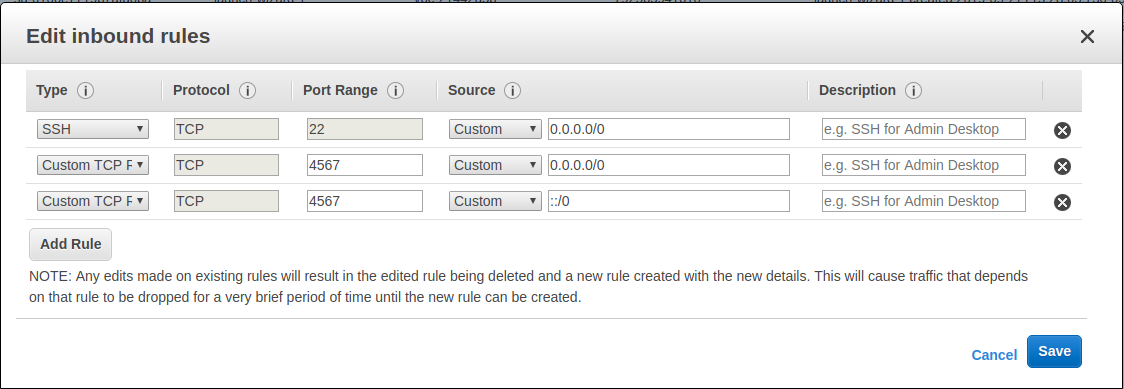 Edit inbound rules
Type Protocol Port Range Source Description
SSH TCP 22 Custom 0.0.0.0/0 e.g. SSH for Admin Desktop
Custom TCP TCP 4567 Custom 0.0.0.0/0 e.g. SSH for Admin Desktop
Custom TCP TCP 4567 Custom ::/0 e.g. SSH for Admin Desktop
Add Rule
NOTE: Any edits made on existing rules will result in the edited rule being deleted and a new rule created with the new details. This will cause traffic that depends
on that rule to be dropped for a very brief period of time until the new rule can be created.
Cancel Save